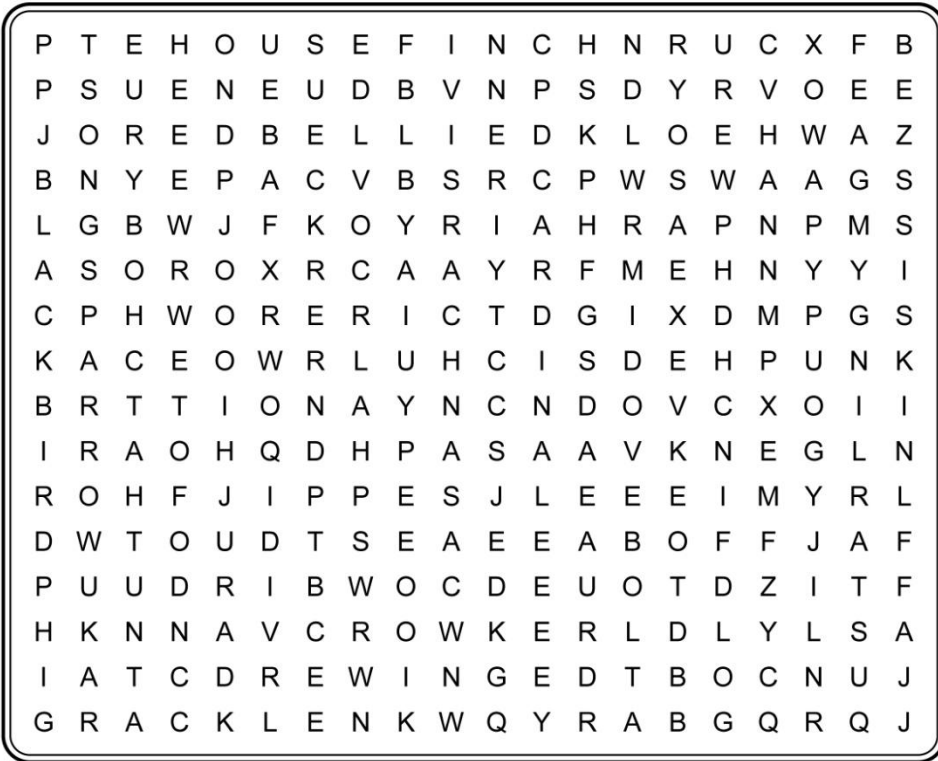 P T E H O U S E F I N C H N R U C X F B
P S U E N E U D B V N P S D Y R V O E E
J O R E D B E L L I E D K L O E H W A Z
B N Y E P A C V B S R C P W S W A A G S
L G B W J F K O Y R I A H R A P N P M S
A S O R O X R C A A Y R F M E H N Y Y I
C P H W O R E R I C T D G I X D M P G S
K A C E O W R L U H C I S D E H P U N K
B R T T I O N A Y N C N D O V C X O I I
I R A O H Q D H P A S A A V K N E G L N
R O H F J I P P E S J L E E E I M Y R L
D W T O U D T S E A E E A B O F F J A F
P U U D R I B W O C D E U O T D Z I T F
H K N N A V C R O W K E R L D L Y L S A
I A T C D R E W I N G E D T B O C N U J
G R A C K L E N K W Q Y R A B G Q R Q J